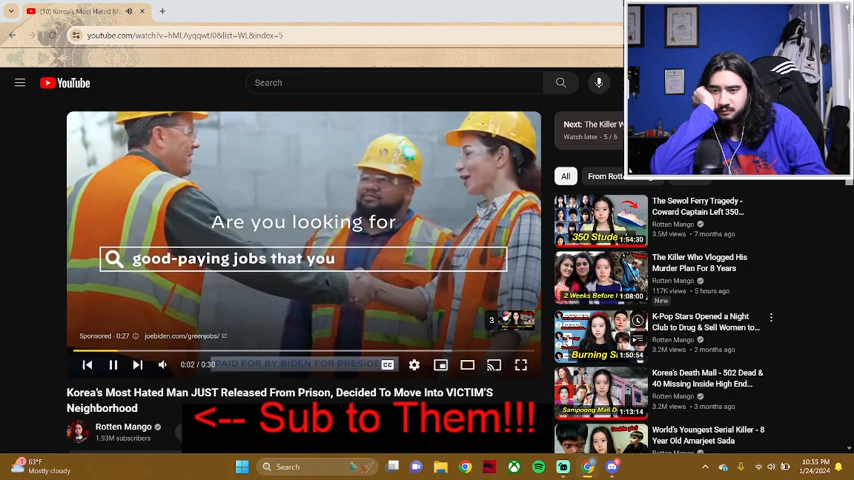 (10) Korea's Most Hated M
youtube.com/watch?v=hMLAyqqwtJ0&list=WL&index=5
YouTube
Search
Are you looking for
good-paying jobs that you
3
Sponsored · 0:27
joebiden.com/greenjobs/
0:02 / 0:30
PAID FOR BY BIDEN FOR PRESIDE
CC
Korea's Most Hated Man JUST Released From Prison, Decided To Move Into VICTIM'S
Neighborhood
Rotten Mango
1.93M subscribers
<-- Sub to Them!!!
Next: The Killer W
Watch later - 5 / 6
All
From Rotte
350 Stude
1:54:30
The Sewol Ferry Tragedy -
Coward Captain Left 350...
Rotten Mango
3.5M views · 7 months ago
2 Weeks Before
1:08:00
The Killer Who Vlogged His
Murder Plan For 8 Years
Rotten Mango
117K views · 5 hours ago
New
Burning S
1:50:54
K-Pop Stars Opened a Night
Club to Drug & Sell Women to...
Rotten Mango
3.2M views · 2 months ago
Sampoong Mall D
1:13:14
Korea's Death Mall - 502 Dead &
40 Missing Inside High End...
Rotten Mango
3.2M views · 3 months ago
World's Youngest Serial Killer - 8
Year Old Amarjeet Sada
Rotten Mango
63°F
Mostly cloudy
Search
10:55 PM
1/24/2024